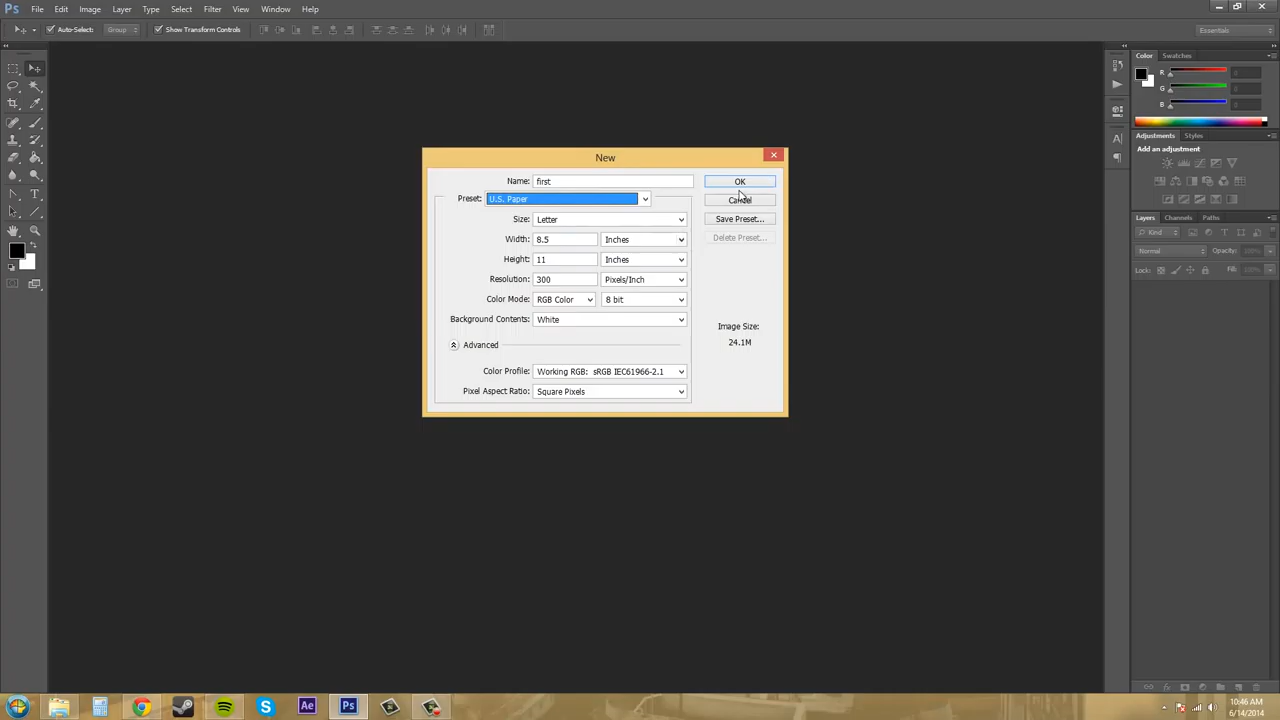 Ps File Edit Image Layer Type Select Filter View Window Help
Auto-Select: Group Show Transform Controls Essentials
Color Swatches
R
G
B
Adjustments Styles
Add an adjustment
Layers Channels Paths
Kind
Normal Opacity:
Lock: Fill:
New
Name: first OK
Preset: U.S. Paper Cancel
Size: Letter Save Preset...
Width: 8.5 Inches Delete Preset...
Height: 11 Inches
Resolution: 300 Pixels/Inch
Color Mode: RGB Color 8 bit
Background Contents: White Image Size:
24.1M
Advanced
Color Profile: Working RGB: sRGB IEC61966-2.1
Pixel Aspect Ratio: Square Pixels
Ae Ps
10:46 AM
6/14/2014